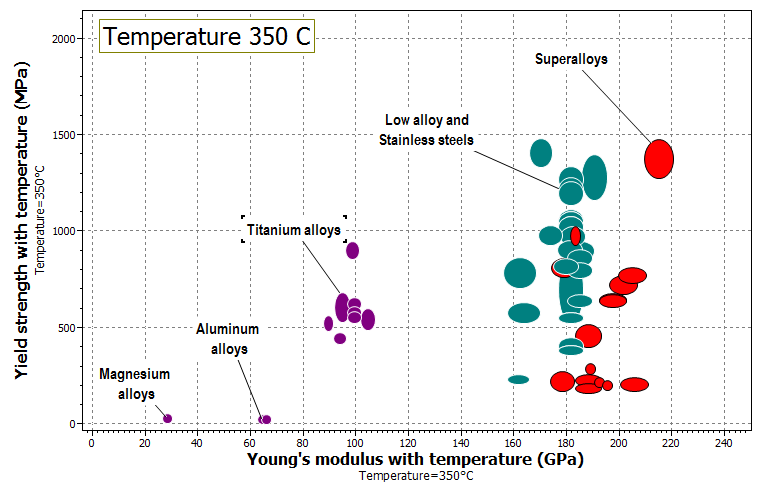 Temperature 350 C
Superalloys
Low alloy and
Stainless steels
Titanium alloys
Aluminum
alloys
Magnesium
alloys
Yield strength with temperature (MPa)
Temperature=350°C
2000
1500
1000
500
0
0 20 40 60 80 100 120 140 160 180 200 220 240
Young's modulus with temperature (GPa)
Temperature=350°C